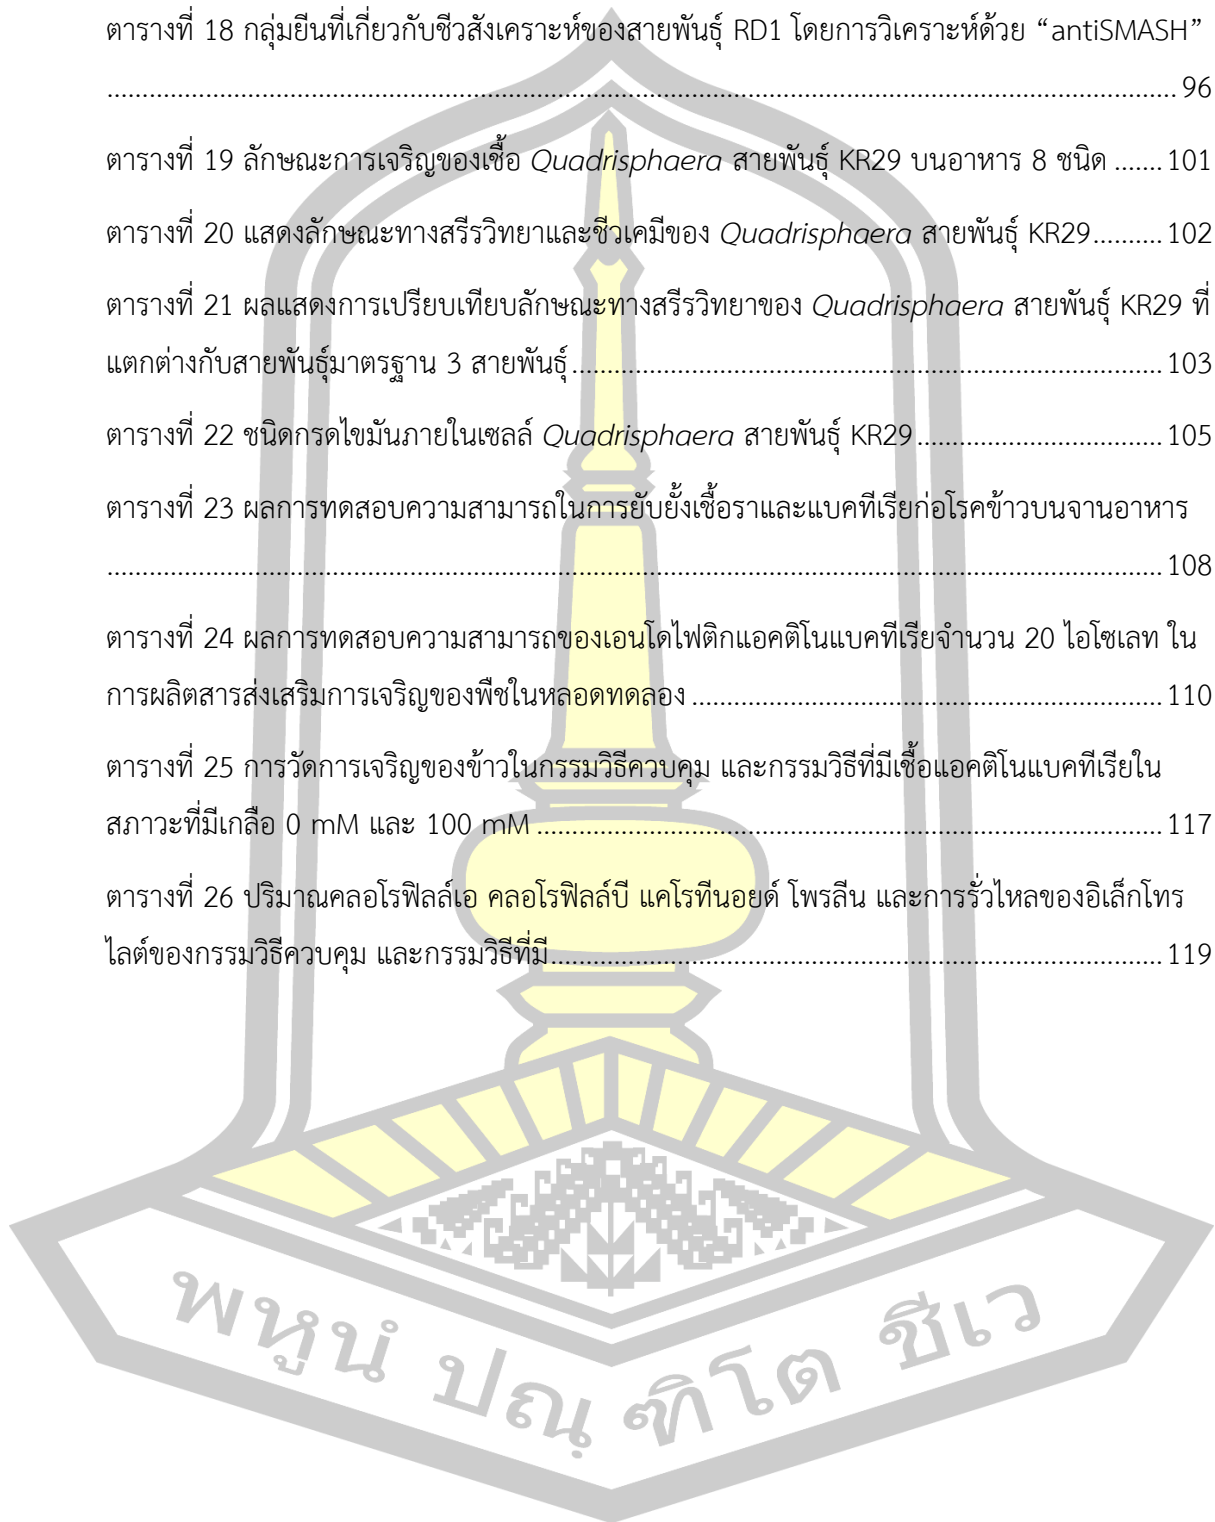 ตารางที่ 18 กลุ่มยีนที่เกี่ยวกับชีวสังเคราะห์ของสายพันธุ์ RD1 โดยการวิเคราะห์ด้วย “antiSMASH”
........................................................................................................................................................ 96
ตารางที่ 19 ลักษณะการเจริญของเชื้อ Quadrisphaera สายพันธุ์ KR29 บนอาหาร 8 ชนิด ....... 101
ตารางที่ 20 แสดงลักษณะทางสรีรวิทยาและชีวเคมีของ Quadrisphaera สายพันธุ์ KR29.......... 102
ตารางที่ 21 ผลแสดงการเปรียบเทียบลักษณะทางสรีรวิทยาของ Quadrisphaera สายพันธุ์ KR29 ที่
แตกต่างกับสายพันธุ์มาตรฐาน 3 สายพันธุ์.................................................................................... 103
ตารางที่ 22 ชนิดกรดไขมันภายในเซลล์ Quadrisphaera สายพันธุ์ KR29................................... 105
ตารางที่ 23 ผลการทดสอบความสามารถในการยับยั้งเชื้อราและแบคทีเรียก่อโรคข้าวบนจานอาหาร
...................................................................................................................................................... 108
ตารางที่ 24 ผลการทดสอบความสามารถของเอนโดไฟติกแอคติโนแบคทีเรียจำนวน 20 ไอโซเลท ใน
การผลิตสารส่งเสริมการเจริญของพืชในหลอดทดลอง ................................................................... 110
ตารางที่ 25 การวัดการเจริญของข้าวในกรรมวิธีควบคุม และกรรมวิธีที่มีเชื้อแอคติโนแบคทีเรียใน
สภาวะที่มีเกลือ 0 mM และ 100 mM ......................................................................................... 117
ตารางที่ 26 ปริมาณคลอโรฟิลล์เอ คลอโรฟิลล์บี แคโรทีนอยด์ โพรลีน และการรั่วไหลของอิเล็กโทร
ไลต์ของกรรมวิธีควบคุม และกรรมวิธีที่มี....................................................................................... 119
พหูนํ ปณฺฑิโต ชีเว